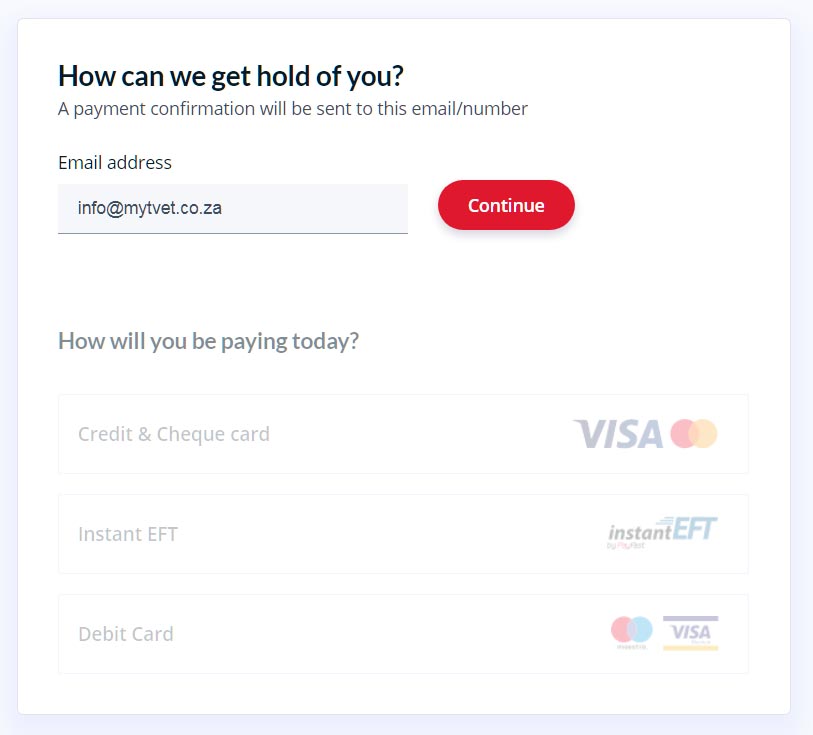 How can we get hold of you?
A payment confirmation will be sent to this email/number
Email address
info@mytvet.co.za
Continue
How will you be paying today?
Credit & Cheque card
VISA
Instant EFT
instantEFT
by PayFast
Debit Card
maestro.
VISA